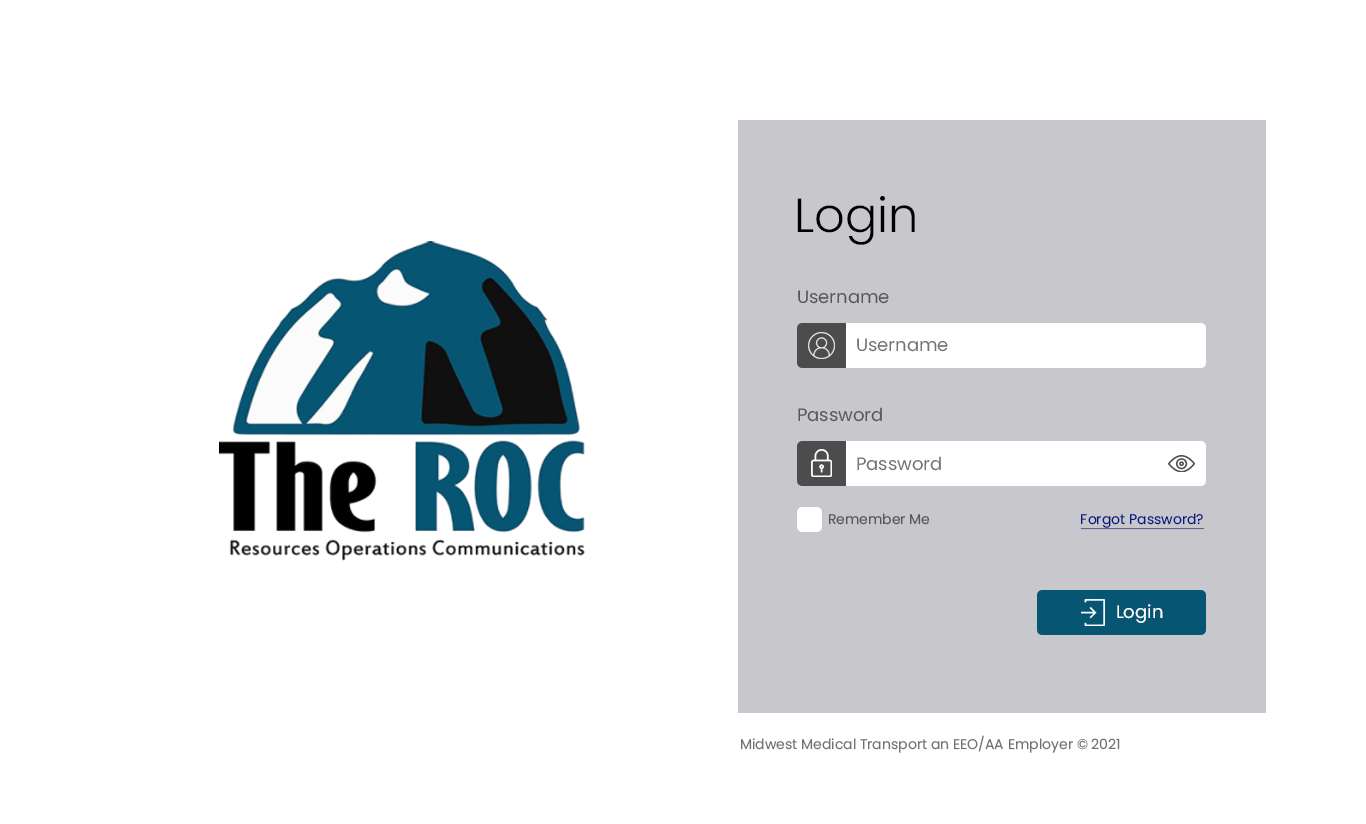 The ROC
Resources Operations Communications
Login
Username
Username
Password
Password
Remember Me
Forgot Password?
Login
Midwest Medical Transport an EEO/AA Employer © 2021